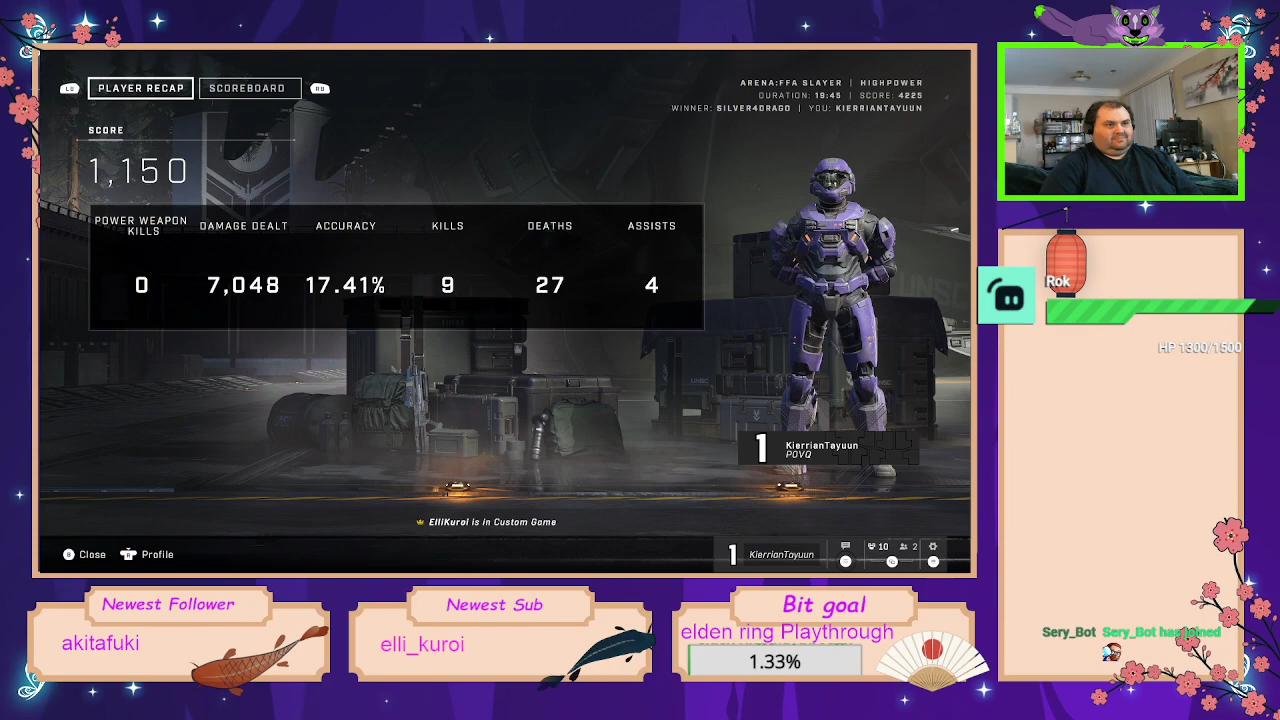 LB PLAYER RECAP SCOREBOARD RB
ARENA:FFA SLAYER | HIGHPOWER
DURATION: 19:45 | SCORE: 4225
WINNER: SILVER4DRAGO | YOU: KIERRIANTAYUUN
SCORE
1,150
POWER WEAPON KILLS DAMAGE DEALT ACCURACY KILLS DEATHS ASSISTS
0 7,048 17.41% 9 27 4
Rok
HP 1300/1500
1 KierrianTayuun
POVQ
ElliKuroi is in Custom Game
B Close Profile
1 KierrianTayuun 10 2
Newest Follower
akitafuki
Newest Sub
elli_kuroi
Bit goal
elden ring Playthrough
1.33%
Sery_Bot Sery_Bot has joined